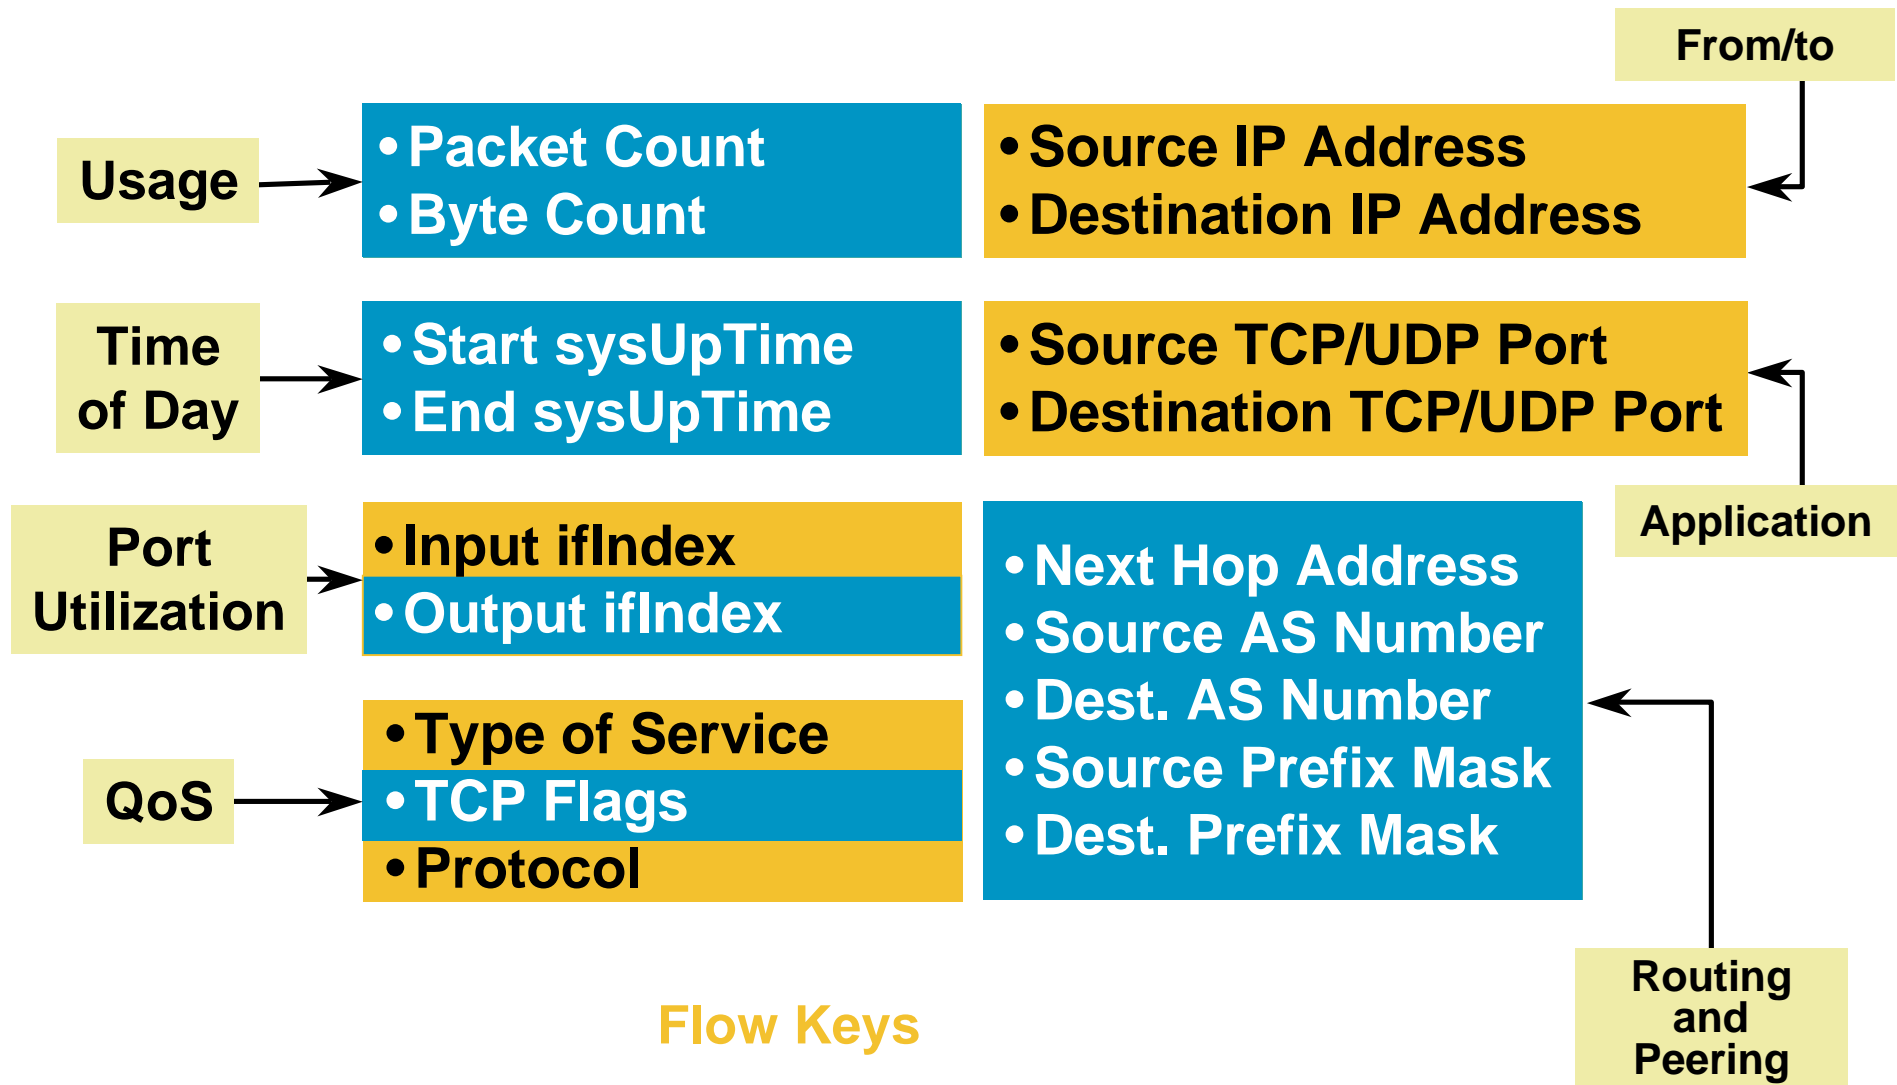 From/to
Usage
• Packet Count
• Byte Count
• Source IP Address
• Destination IP Address
Time
of Day
• Start sysUpTime
• End sysUpTime
• Source TCP/UDP Port
• Destination TCP/UDP Port
Application
Port
Utilization
• Input ifIndex
• Output ifIndex
• Next Hop Address
• Source AS Number
• Dest. AS Number
• Source Prefix Mask
• Dest. Prefix Mask
QoS
• Type of Service
• TCP Flags
• Protocol
Routing
and
Peering
Flow Keys